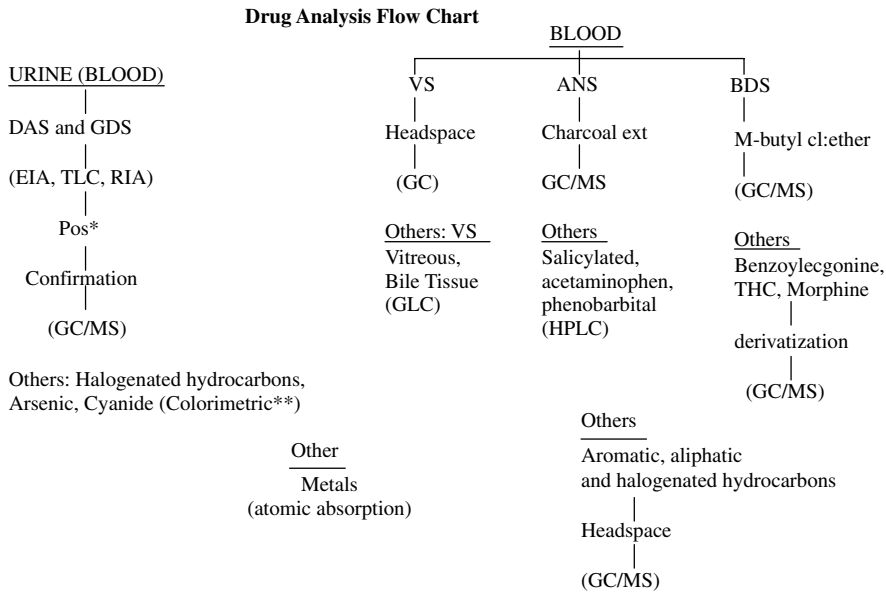 Drug Analysis Flow Chart
URINE (BLOOD)
DAS and GDS
(EIA, TLC, RIA)
Pos*
Confirmation
(GC/MS)
Others: Halogenated hydrocarbons,
Arsenic, Cyanide (Colorimetric**)
BLOOD
VS
Headspace
(GC)
Others: VS
Vitreous,
Bile Tissue
(GLC)
ANS
Charcoal ext
GC/MS
Others
Salicylated,
acetaminophen,
phenobarbital
(HPLC)
BDS
M-butyl cl:ether
(GC/MS)
Others
Benzoylecgonine,
THC, Morphine
derivatization
(GC/MS)
Other
Metals
(atomic absorption)
Others
Aromatic, aliphatic
and halogenated hydrocarbons
Headspace
(GC/MS)